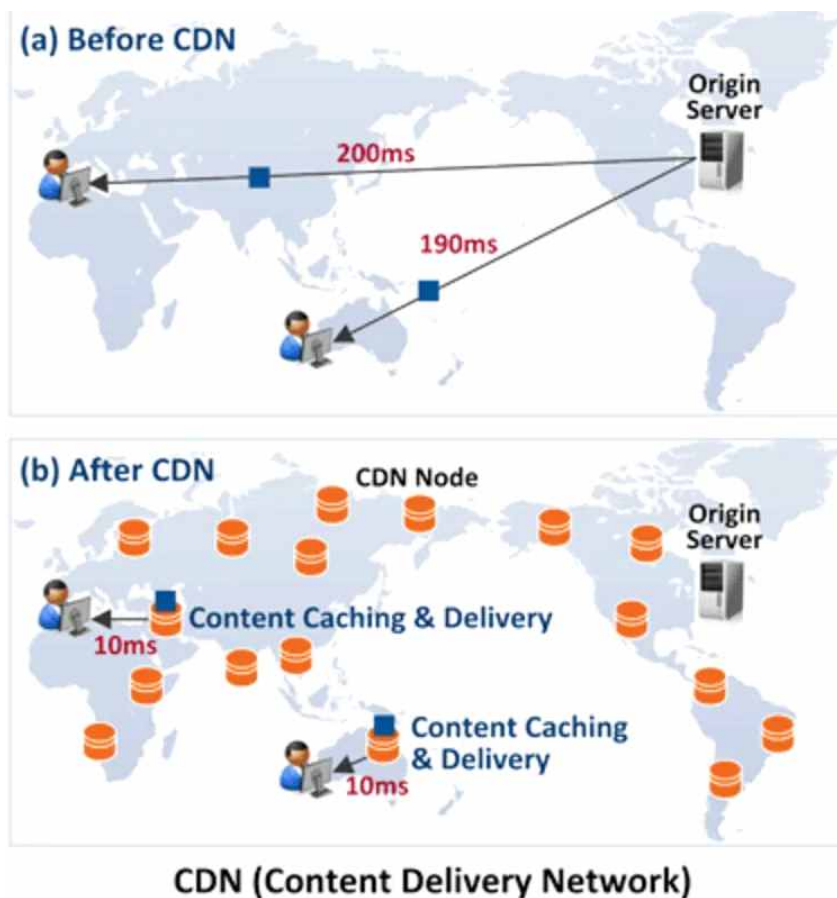 (a) Before CDN
Origin
Server
200ms
190ms
(b) After CDN
CDN Node
Origin
Server
Content Caching & Delivery
10ms
Content Caching
& Delivery
10ms
CDN (Content Delivery Network)